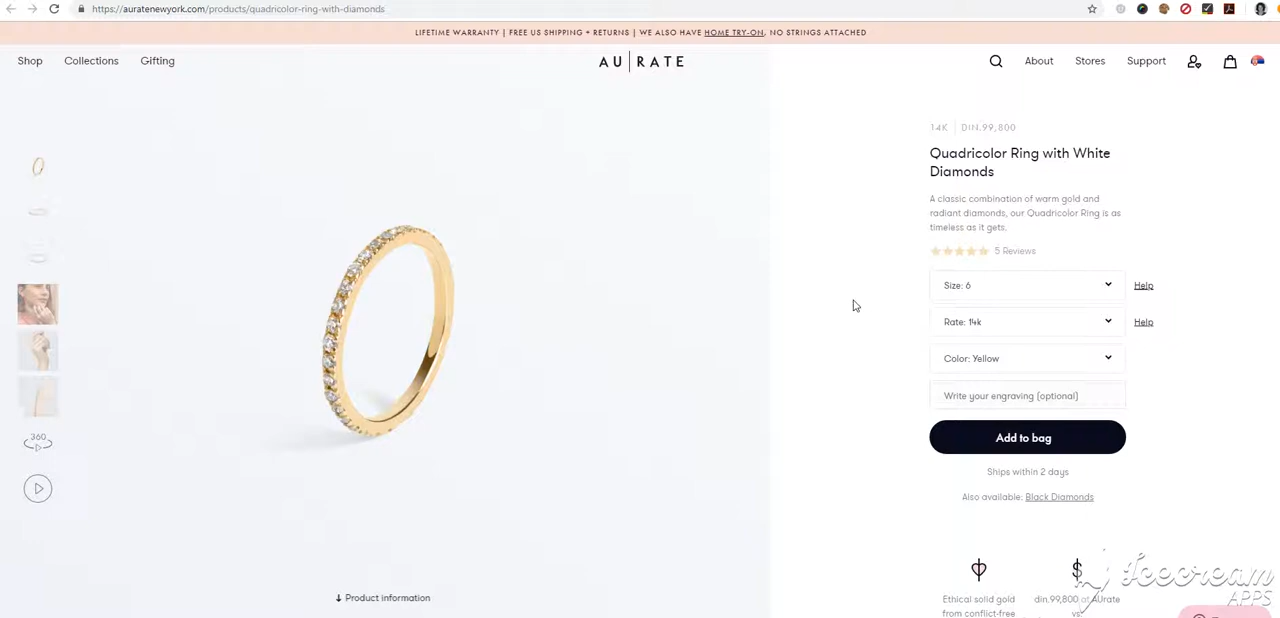 https://auratenewyork.com/products/quadricolor-ring-with-diamonds
LIFETIME WARRANTY | FREE US SHIPPING + RETURNS | WE ALSO HAVE HOME TRY-ON, NO STRINGS ATTACHED
Shop Collections Gifting
AU|RATE
About Stores Support
14K | DIN.99,800
Quadricolor Ring with White
Diamonds
A classic combination of warm gold and
radiant diamonds, our Quadricolor Ring is as
timeless as it gets.
5 Reviews
Size: 6 Help
Rate: 14k Help
Color: Yellow
Write your engraving (optional)
Add to bag
Ships within 2 days
Also available: Black Diamonds
360
Product information
$
Ethical solid gold
from conflict-free
din.99,800 at AUrate
vs.
Icecream
APPS